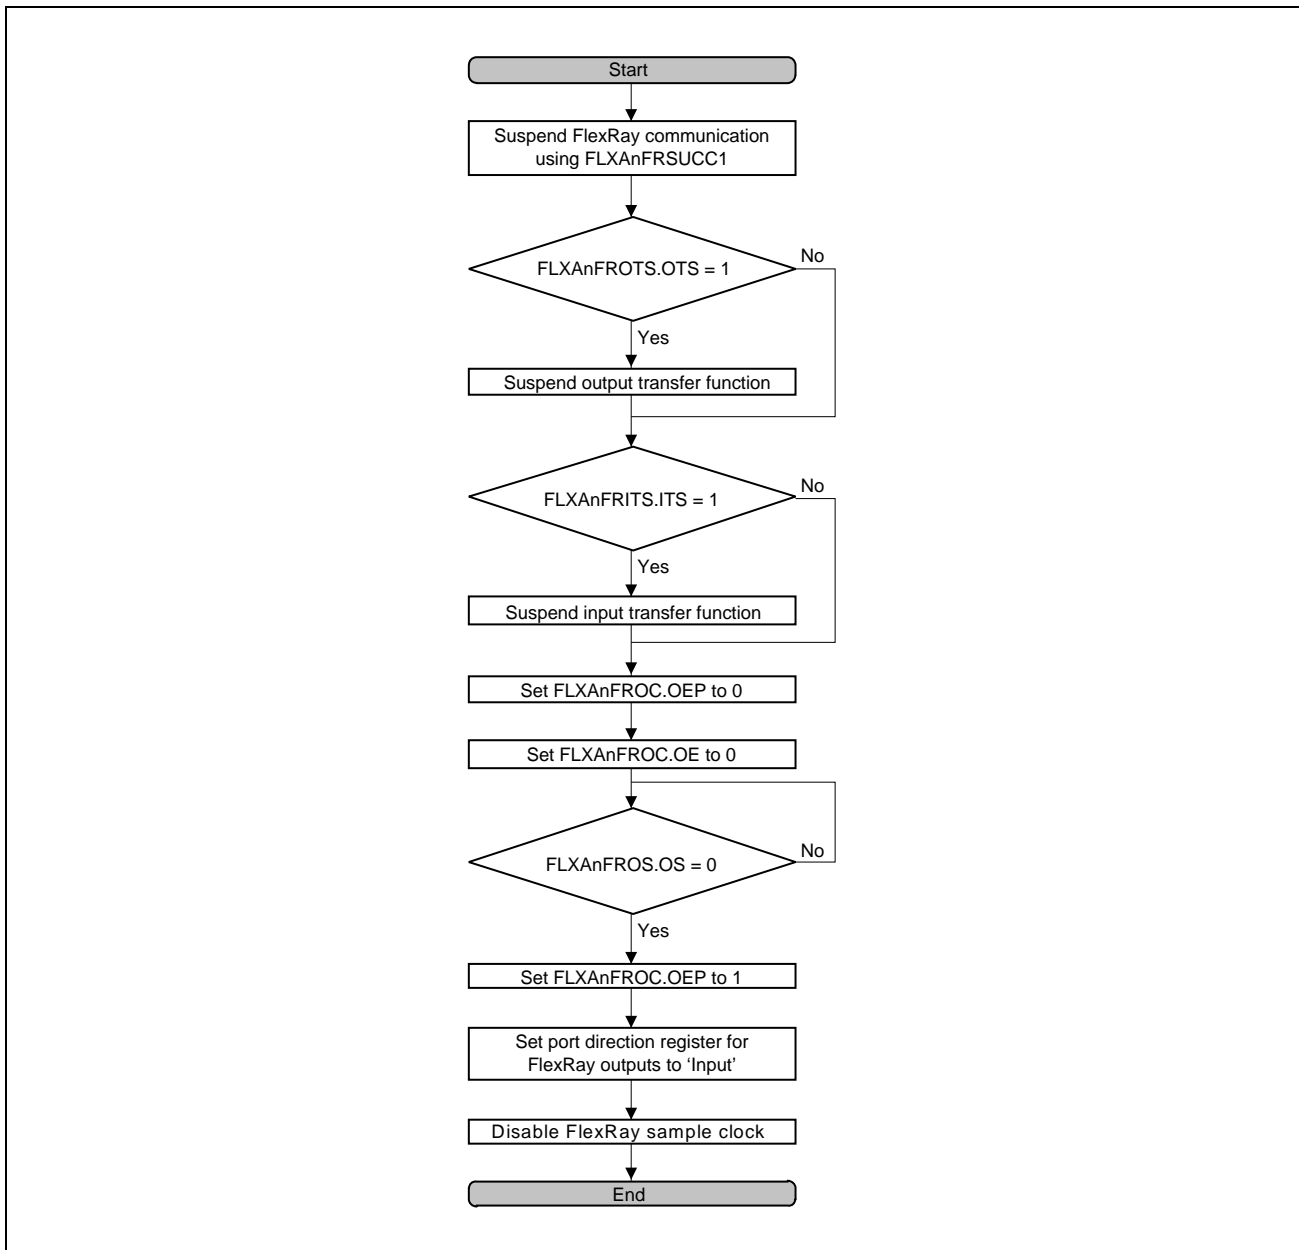 Start
Suspend FlexRay communication
using FLXAnFRSUCC1
FLXAnFROTS.OTS = 1
No
Yes
Suspend output transfer function
FLXAnFRITS.ITS = 1
No
Yes
Suspend input transfer function
Set FLXAnFROC.OEP to 0
Set FLXAnFROC.OE to 0
FLXAnFROS.OS = 0
No
Yes
Set FLXAnFROC.OEP to 1
Set port direction register for
FlexRay outputs to ‘Input’
Disable FlexRay sample clock
End